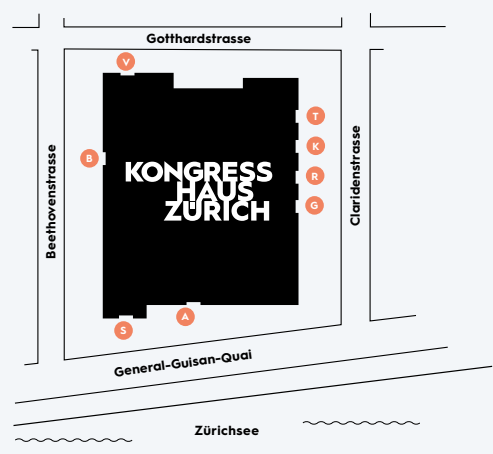 Gotthardstrasse
V
T
B
K
KONGRESS
HAUS
ZÜRICH
R
G
Beethovenstrasse
Claridenstrasse
A
S
General-Guisan-Quai
Zürichsee